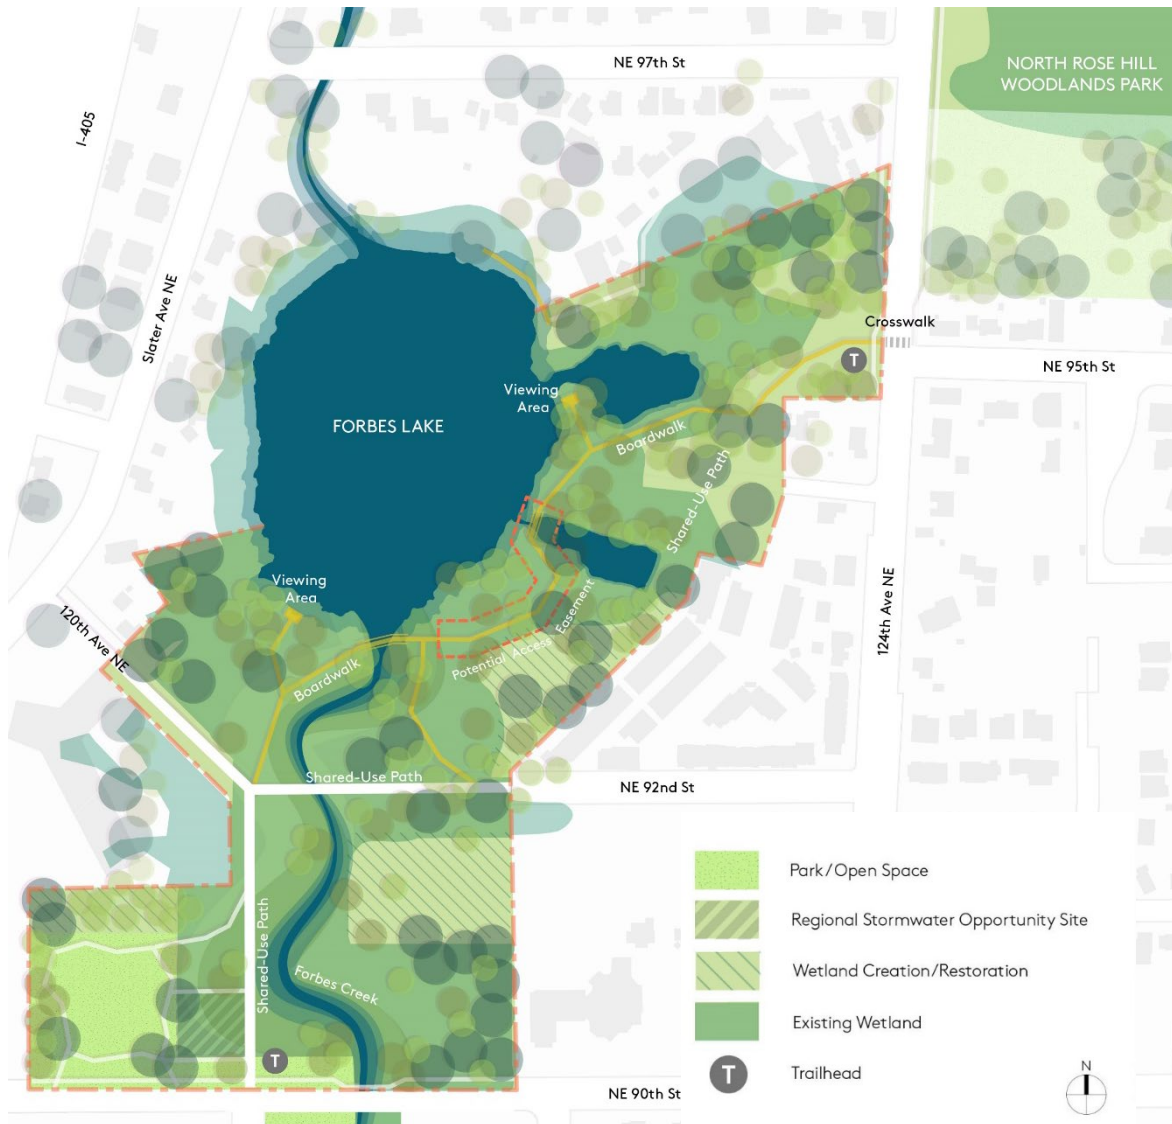 NE 97th St
NORTH ROSE HILL
WOODLANDS PARK
I-405
Slater Ave NE
Crosswalk
T
NE 95th St
Viewing
Area
FORBES LAKE
Boardwalk
Shared-Use Path
Viewing
Area
Easement
120th Ave NE
124th Ave NE
Boardwalk
Potential Access
Shared-Use Path
NE 92nd St
Park/Open Space
Regional Stormwater Opportunity Site
Shared-Use Path
Wetland Creation/Restoration
Forbes Creek
Existing Wetland
T
T
Trailhead
N
NE 90th St